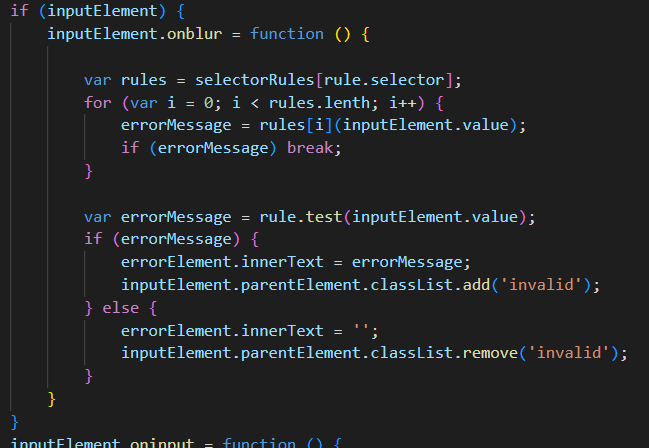 if (inputElement) {
inputElement.onblur = function () {
var rules = selectorRules[rule.selector];
for (var i = 0; i < rules.lenth; i++) {
errorMessage = rules[i](inputElement.value);
if (errorMessage) break;
}
var errorMessage = rule.test(inputElement.value);
if (errorMessage) {
errorElement.innerText = errorMessage;
inputElement.parentElement.classList.add('invalid');
} else {
errorElement.innerText = '';
inputElement.parentElement.classList.remove('invalid');
}
}
}
inputElement.oninput = function () {